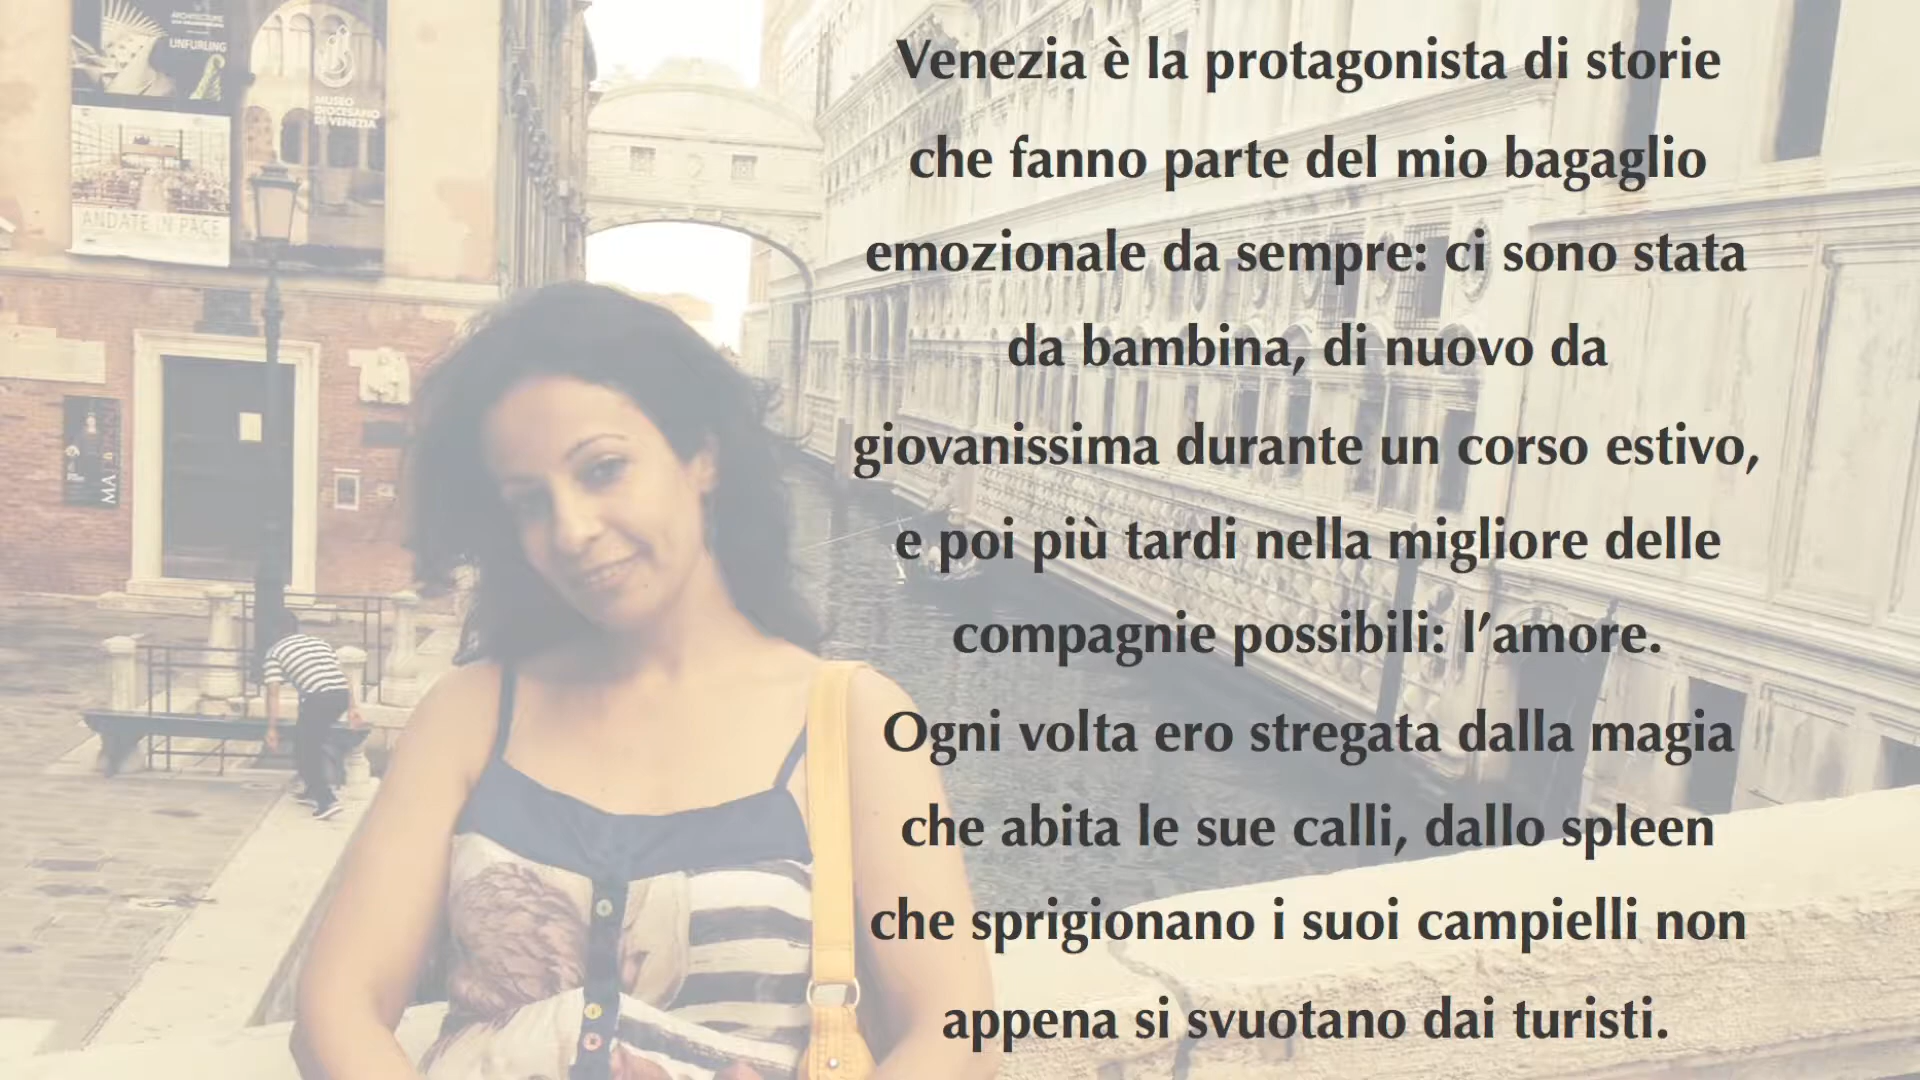 ARCHITECTURE
UNFURLING
MUSEO
DIOCESANO
DI VENEZIA
ANDATE IN PACE
MA
Venezia è la protagonista di storie
che fanno parte del mio bagaglio
emozionale da sempre: ci sono stata
da bambina, di nuovo da
giovanissima durante un corso estivo,
e poi più tardi nella migliore delle
compagnie possibili: l’amore.
Ogni volta ero stregata dalla magia
che abita le sue calli, dallo spleen
che sprigionano i suoi campielli non
appena si svuotano dai turisti.